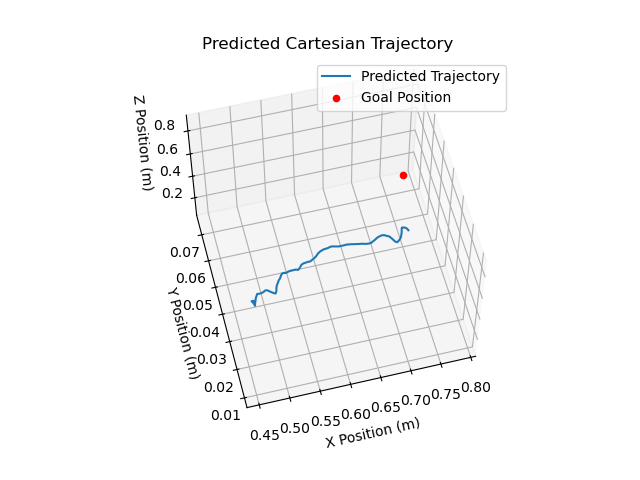 Predicted Cartesian Trajectory
Predicted Trajectory
Goal Position
Z Position (m)
0.8
0.6
0.4
0.2
Y Position (m)
0.07
0.06
0.05
0.04
0.03
0.02
0.01
0.45 0.50 0.55 0.60 0.65 0.70 0.75 0.80
X Position (m)